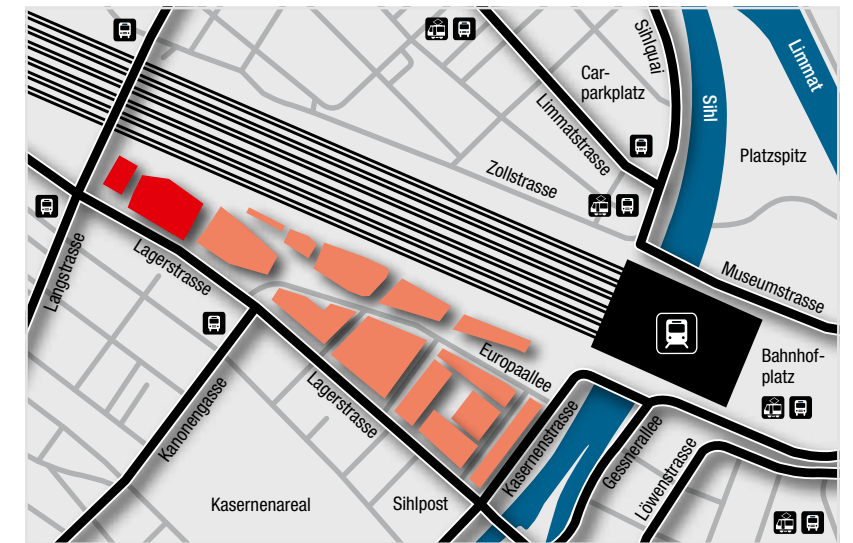 Sihlquai
Limmat
Car-
parkplatz
Limmatstrasse
Sihl
Platzspitz
Zollstrasse
Lagerstrasse
Langstrasse
Museumstrasse
Bahnhof-
platz
Europaallee
Kanonengasse
Lagerstrasse
Kasernenstrasse
Gessnerallee
Löwenstrasse
Kasernenareal
Sihlpost